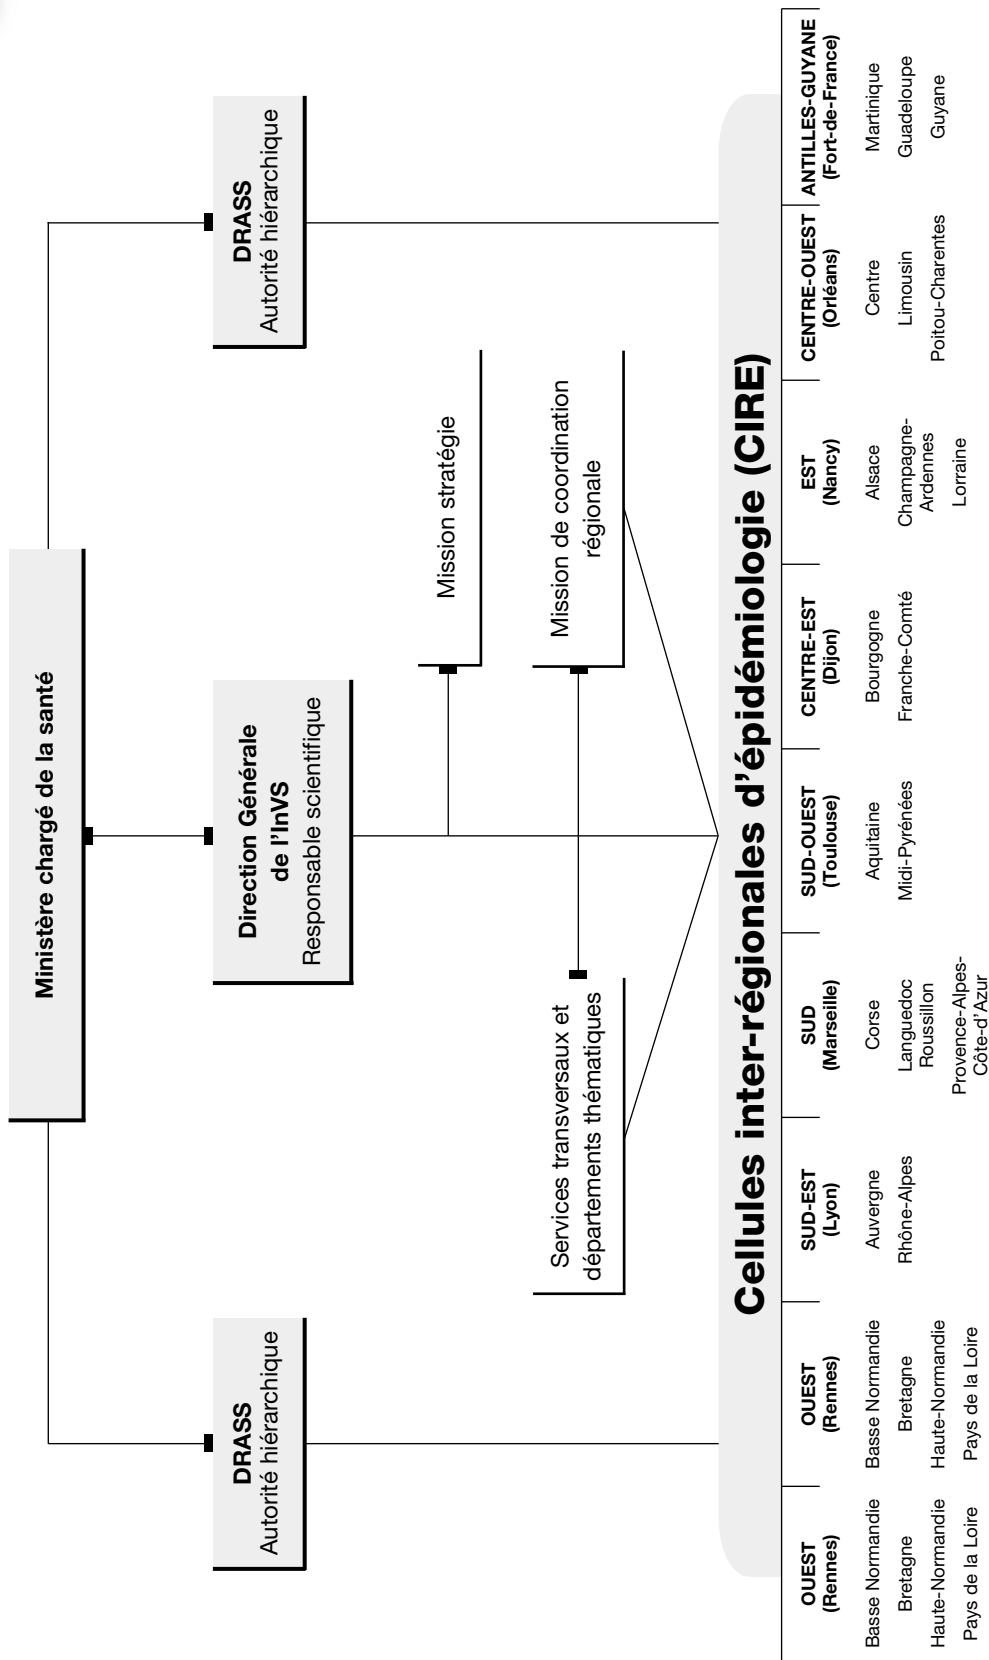 Ministère chargé de la santé
DRASS
Autorité hiérarchique
Direction Générale
de l'InVS
Responsable scientifique
DRASS
Autorité hiérarchique
Mission stratégie
Services transversaux et
départements thématiques
Mission de coordination
régionale
Cellules inter-régionales d'épidémiologie (CIRE)
OUEST
(Rennes)
Basse Normandie
Bretagne
Haute-Normandie
Pays de la Loire
OUEST
(Rennes)
Basse Normandie
Bretagne
Haute-Normandie
Pays de la Loire
SUD-EST
(Lyon)
Auvergne
Rhône-Alpes
SUD
(Marseille)
Corse
Languedoc
Roussillon
Provence-Alpes-
Côte-d'Azur
SUD-OUEST
(Toulouse)
Aquitaine
Midi-Pyrénées
CENTRE-EST
(Dijon)
Bourgogne
Franche-Comté
EST
(Nancy)
Alsace
Champagne-
Ardennes
Lorraine
CENTRE-OUEST
(Orléans)
Centre
Limousin
Poitou-Charentes
ANTILLES-GUYANE
(Fort-de-France)
Martinique
Guadeloupe
Guyane